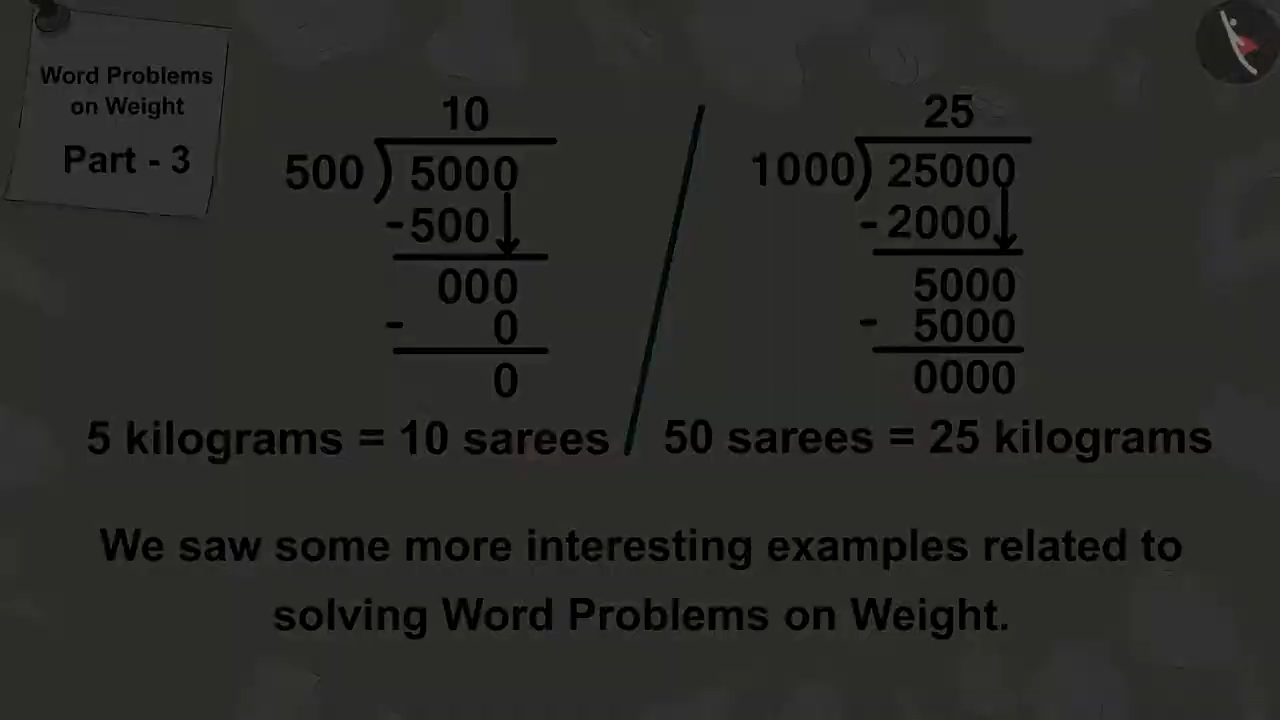 Word Problems
on Weight
Part - 3
10
500 ) 5000
-500
000
- 0
0
25
1000 ) 25000
-2000
5000
- 5000
0000
5 kilograms = 10 sarees / 50 sarees = 25 kilograms
We saw some more interesting examples related to
solving Word Problems on Weight.